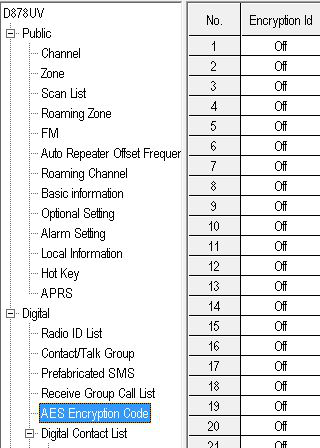 D878UV
Public
Channel
Zone
Scan List
Roaming Zone
FM
Auto Repeater Offset Frequer
Roaming Channel
Basic information
Optional Setting
Alarm Setting
Local Information
Hot Key
APRS
Digital
Radio ID List
Contact/Talk Group
Prefabricated SMS
Receive Group Call List
AES Encryption Code
Digital Contact List
No. Encryption Id
1 Off
2 Off
3 Off
4 Off
5 Off
6 Off
7 Off
8 Off
9 Off
10 Off
11 Off
12 Off
13 Off
14 Off
15 Off
16 Off
17 Off
18 Off
19 Off
20 Off
21 Off